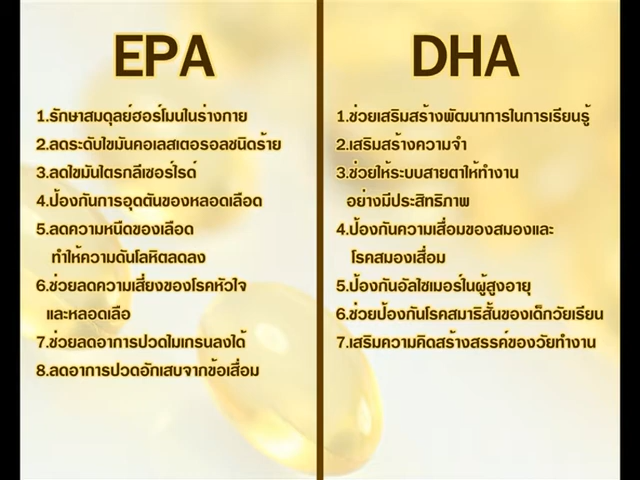 EPA
1.รักษาสมดุลย์ฮอร์โมนในร่างกาย
2.ลดระดับไขมันคอเลสเตอรอลชนิดร้าย
3.ลดไขมันไตรกลีเซอร์ไรด์
4.ป้องกันการอุดตันของหลอดเลือด
5.ลดความหนืดของเลือด
ทำให้ความดันโลหิตลดลง
6.ช่วยลดความเสี่ยงของโรคหัวใจ
และหลอดเลือ
7.ช่วยลดอาการปวดไมเกรนลงได้
8.ลดอาการปวดอักเสบจากข้อเสื่อม
DHA
1.ช่วยเสริมสร้างพัฒนาการในการเรียนรู้
2.เสริมสร้างความจำ
3.ช่วยให้ระบบสายตาให้ทำงาน
อย่างมีประสิทธิภาพ
4.ป้องกันความเสื่อมของสมองและ
โรคสมองเสื่อม
5.ป้องกันอัลไซเมอร์ในผู้สูงอายุ
6.ช่วยป้องกันโรคสมาธิสั้นของเด็กวัยเรียน
7.เสริมความคิดสร้างสรรค์ของวัยทำงาน